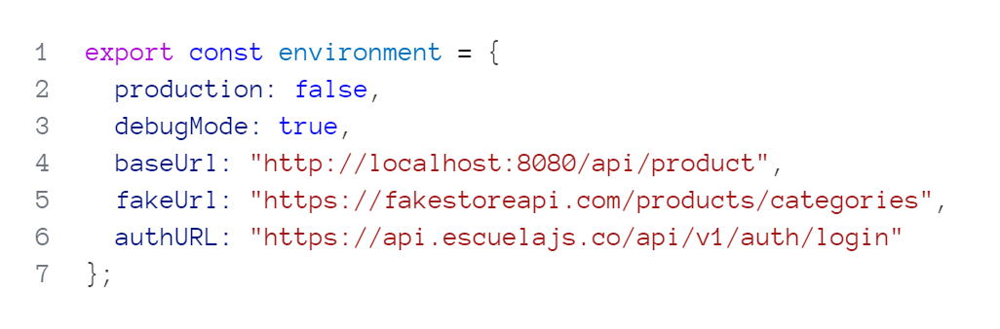 1 export const environment = {
2 production: false,
3 debugMode: true,
4 baseUrl: "http://localhost:8080/api/product",
5 fakeUrl: "https://fakestoreapi.com/products/categories",
6 authURL: "https://api.escuelajs.co/api/v1/auth/login"
7 };